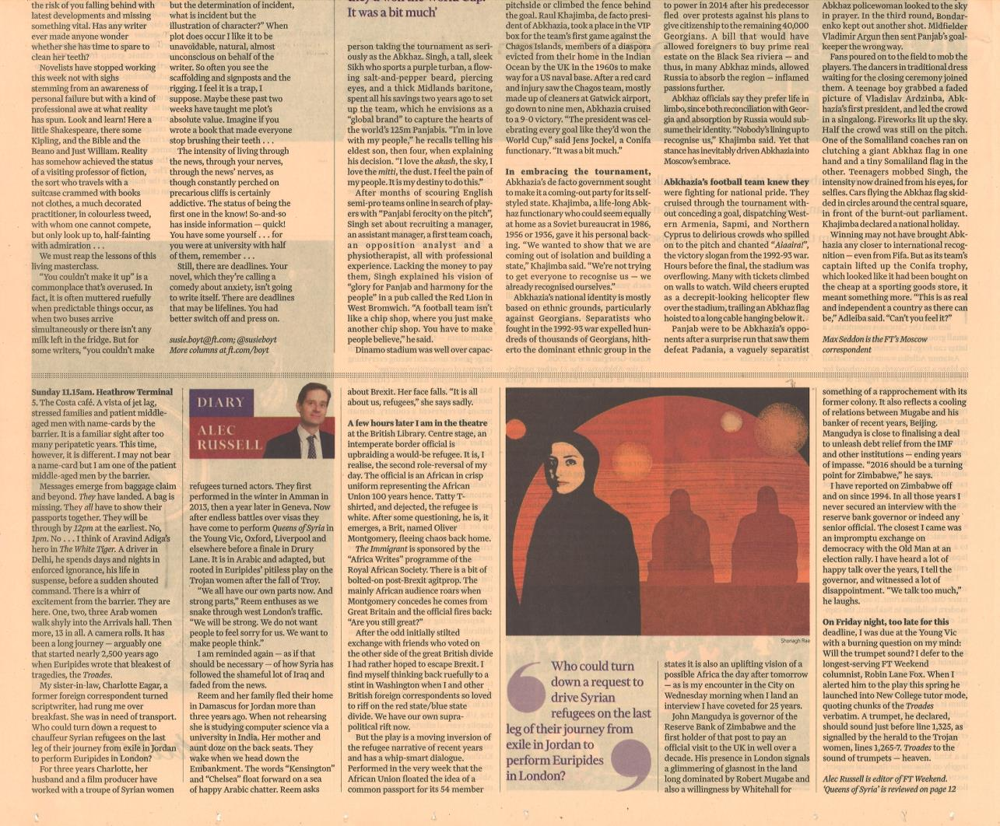 the risk of you falling behind with
latest developments and missing
something vital. Has any writer
ever made anyone wonder
whether she has time to spare to
clean her teeth?
Novelists have stopped working
this week not with sighs
stemming from an awareness of
personal failure but with a kind of
professional awe at what reality
has spun. Look and learn! Here a
little Shakespeare, there some
Kipling, and the Bible and the
Beano and Just William. Reality
has somehow achieved the status
of a visiting professor of fiction,
the sort who travels with a
suitcase crammed with books
not clothes, a much decorated
practitioner, in colourless tweed,
with whom one cannot compete,
but only look up to, half-fainting
with admiration . . .
We must reap the lessons of this
living masterclass.
"You couldn't make it up" is a
commonplace that's overused. In
fact, it is often muttered ruefully
when predictable things occur, as
when two buses arrive
simultaneously or there isn't any
milk left in the fridge. But for
some writers, "you couldn't make
but the determination of incident,
what is incident but the
illustration of character?" When
plot does occur I like it to be
unavoidable, natural, almost
unconscious on behalf of the
writer. So often you see the
scaffolding and signposts and the
rigging. I feel it is a trap, I
suppose. Maybe these past two
weeks have taught me plot's
absolute value. Imagine if you
wrote a book that made everyone
stop brushing their teeth . . .
The intensity of living through
the news, through your nerves,
through the news' nerves, as
though constantly perched on
precarious cliffs is certainly
addictive. The status of being the
first one in the know! So-and-so
has inside information — quick!
You have some yourself . . . for
you were at university with half
of them, remember . . .
Still, there are deadlines. Your
novel, which they're calling a
comedy about anxiety, isn't going
to write itself. There are deadlines
that may be lifelines. You had
better switch off and press on.
susie.boyt@ft.com; @susieboyt
More columns at ft.com/boyt
It was a bit much'
person taking the tournament as seri-
ously as the Abkhaz. Singh, a tall, sleek
Sikh who sports a purple turban, a flow-
ing salt-and-pepper beard, piercing
eyes, and a thick Midlands baritone,
spent all his savings two years ago to set
up the team, which he envisions as a
"global brand" to capture the hearts of
the world's 125m Panjabis. "I'm in love
with my people," he recalls telling his
eldest son, then four, when explaining
his decision. "I love the akash, the sky, I
love the mitti, the dust. I feel the pain of
my people. It is my destiny to do this."
After months of scouring English
semi-pro teams online in search of play-
ers with "Panjabi ferocity on the pitch",
Singh set about recruiting a manager,
an assistant manager, a first team coach,
an opposition analyst and a
physiotherapist, all with professional
experience. Lacking the money to pay
them, Singh explained his vision of
"glory for Panjab and harmony for the
people" in a pub called the Red Lion in
West Bromwich. "A football team isn't
like a chip shop, where you just make
another chip shop. You have to make
people believe," he said.
Dinamo stadium was well over capac-
pitchside or climbed the fence behind
the goal. Raul Khajimba, de facto presi-
dent of Abkhazia, took a place in the VIP
box for the team's first game against the
Chagos Islands, members of a diaspora
evicted from their home in the Indian
Ocean by the UK in the 1960s to make
way for a US naval base. After a red card
and injury saw the Chagos team, mostly
made up of cleaners at Gatwick airport,
go down to nine men, Abkhazia cruised
to a 9-0 victory. "The president was cel-
ebrating every goal like they'd won the
World Cup," said Jens Jockel, a Conifa
functionary. "It was a bit much."
In embracing the tournament,
Abkhazia's de facto government sought
to make it a coming-out party for its self-
styled state. Khajimba, a life-long Abk-
haz functionary who could seem equally
at home as a Soviet bureaucrat in 1986,
1956 or 1936, gave it his personal back-
ing. "We wanted to show that we are
coming out of isolation and building a
state," Khajimba said. "We're not trying
to get everyone to recognise us — we
already recognised ourselves."
Abkhazia's national identity is mostly
based on ethnic grounds, particularly
against Georgians. Separatists who
fought in the 1992-93 war expelled hun-
dreds of thousands of Georgians, hith-
erto the dominant ethnic group in the
to power in 2014 after his predecessor
fled over protests against his plans to
give citizenship to the remaining 40,000
Georgians. A bill that would have
allowed foreigners to buy prime real
estate on the Black Sea riviera — and
thus, in many Abkhaz minds, allowed
Russia to absorb the region — inflamed
passions further.
Abkhaz officials say they prefer life in
limbo, since both reconciliation with Geor-
gia and absorption by Russia would sub-
sume their identity. "Nobody's lining up to
recognise us," Khajimba said. Yet that
stance has inevitably driven Abkhazia into
Moscow's embrace.
Abkhazia's football team knew they
were fighting for national pride. They
cruised through the tournament with-
out conceding a goal, dispatching West-
ern Armenia, Sapmi, and Northern
Cyprus to delirious crowds who spilled
on to the pitch and chanted "Aiaaira!",
the victory slogan from the 1992-93 war.
Hours before the final, the stadium was
overflowing. Many with tickets climbed
on walls to watch. Wild cheers erupted
as a decrepit-looking helicopter flew
over the stadium, trailing an Abkhaz flag
hoisted to a long cable hanging below it.
Panjab were to be Abkhazia's oppo-
nents after a surprise run that saw them
defeat Padania, a vaguely separatist
Abkhaz policewoman looked to the sky
in prayer. In the third round, Bondar-
enko kept out another shot. Midfielder
Vladimir Argun then sent Panjab's goal-
keeper the wrong way.
Fans poured on to the field to mob the
players. The dancers in traditional dress
waiting for the closing ceremony joined
them. A teenage boy grabbed a faded
picture of Vladislav Ardzinba, Abk-
hazia's first president, and led the crowd
in a singalong. Fireworks lit up the sky.
Half the crowd was still on the pitch.
One of the Somaliland coaches ran on
clutching a giant Abkhaz flag in one
hand and a tiny Somaliland flag in the
other. Teenagers mobbed Singh, the
intensity now drained from his eyes, for
selfies. Cars flying the Abkhaz flag skid-
ded in circles around the central square,
in front of the burnt-out parliament.
Khajimba declared a national holiday.
Winning may not have brought Abk-
hazia any closer to international recog-
nition — even from Fifa. But as its team's
captain lifted up the Conifa trophy,
which looked like it had been bought on
the cheap at a sporting goods store, it
meant something more. "This is as real
and independent a country as there can
be," Adleiba said. "Can't you feel it?"
Max Seddon is the FT's Moscow
correspondent
Sunday 11.15am. Heathrow Terminal
5. The Costa café. A vista of jet lag,
stressed families and patient middle-
aged men with name-cards by the
barrier. It is a familiar sight after too
many peripatetic years. This time,
however, it is different. I may not bear
a name-card but I am one of the patient
middle-aged men by the barrier.
Messages emerge from baggage claim
and beyond. They have landed. A bag is
missing. They all have to show their
passports together. They will be
through by 12pm at the earliest. No,
1pm. No . . . I think of Aravind Adiga's
hero in The White Tiger. A driver in
Delhi, he spends days and nights in
enforced ignorance, his life in
suspense, before a sudden shouted
command. There is a whirr of
excitement from the barrier. They are
here. One, two, three Arab women
walk shyly into the Arrivals hall. Then
more, 13 in all. A camera rolls. It has
been a long journey — arguably one
that started nearly 2,500 years ago
when Euripides wrote that bleakest of
tragedies, the Troades.
My sister-in-law, Charlotte Eagar, a
former foreign correspondent turned
scriptwriter, had rung me over
breakfast. She was in need of transport.
Who could turn down a request to
chauffeur Syrian refugees on the last
leg of their journey from exile in Jordan
to perform Euripides in London?
For three years Charlotte, her
husband and a film producer have
worked with a troupe of Syrian women
DIARY
ALEC
RUSSELL
refugees turned actors. They first
performed in the winter in Amman in
2013, then a year later in Geneva. Now
after endless battles over visas they
have come to perform Queens of Syria in
the Young Vic, Oxford, Liverpool and
elsewhere before a finale in Drury
Lane. It is in Arabic and adapted, but
rooted in Euripides' pitiless play on the
Trojan women after the fall of Troy.
"We all have our own parts now. And
strong parts," Reem enthuses as we
snake through west London's traffic.
"We will be strong. We do not want
people to feel sorry for us. We want to
make people think."
I am reminded again — as if that
should be necessary — of how Syria has
followed the shameful lot of Iraq and
faded from the news.
Reem and her family fled their home
in Damascus for Jordan more than
three years ago. When not rehearsing
she is studying computer science via a
university in India. Her mother and
aunt doze on the back seats. They
wake when we head down the
Embankment. The words "Kensington"
and "Chelsea" float forward on a sea
of happy Arabic chatter. Reem asks
about Brexit. Her face falls. "It is all
about us, refugees," she says sadly.
A few hours later I am in the theatre
at the British Library. Centre stage, an
intemperate border official is
upbraiding a would-be refugee. It is, I
realise, the second role-reversal of my
day. The official is an African in crisp
uniform representing the African
Union 100 years hence. Tatty T-
shirted, and dejected, the refugee is
white. After some questioning, he is, it
emerges, a Brit, named Oliver
Montgomery, fleeing chaos back home.
The Immigrant is sponsored by the
"Africa Writes" programme of the
Royal African Society. There is a bit of
bolted-on post-Brexit agitprop. The
mainly African audience roars when
Montgomery concedes he comes from
Great Britain and the official fires back:
"Are you still great?"
After the odd initially stilted
exchange with friends who voted on
the other side of the great British divide
I had rather hoped to escape Brexit. I
find myself thinking back ruefully to a
stint in Washington when I and other
British foreign correspondents so loved
to riff on the red state/blue state
divide. We have our own supra-
political rift now.
But the play is a moving inversion of
the refugee narrative of recent years
and has a whip-smart dialogue.
Performed in the very week that the
African Union floated the idea of a
common passport for its 54 member
Shonagh Rae
Who could turn
down a request to
drive Syrian
refugees on the last
leg of their journey from
exile in Jordan to
perform Euripides
in London?
states it is also an uplifting vision of a
possible Africa the day after tomorrow
— as is my encounter in the City on
Wednesday morning when I land an
interview I have coveted for 25 years.
John Mangudya is governor of the
Reserve Bank of Zimbabwe and the
first holder of that post to pay an
official visit to the UK in well over a
decade. His presence in London signals
a glimmering of glasnost in the land
long dominated by Robert Mugabe and
also a willingness by Whitehall for
something of a rapprochement with its
former colony. It also reflects a cooling
of relations between Mugabe and his
banker of recent years, Beijing.
Mangudya is close to finalising a deal
to unleash debt relief from the IMF
and other institutions — ending years
of impasse. "2016 should be a turning
point for Zimbabwe," he says.
I have reported on Zimbabwe off
and on since 1994. In all those years I
never secured an interview with the
reserve bank governor or indeed any
senior official. The closest I came was
an impromptu exchange on
democracy with the Old Man at an
election rally. I have heard a lot of
happy talk over the years, I tell the
governor, and witnessed a lot of
disappointment. "We talk too much,"
he laughs.
On Friday night, too late for this
deadline, I was due at the Young Vic
with a burning question on my mind:
Will the trumpet sound? I defer to the
longest-serving FT Weekend
columnist, Robin Lane Fox. When I
alerted him to the play this spring he
launched into New College tutor mode,
quoting chunks of the Troades
verbatim. A trumpet, he declared,
should sound just before line 1,325, as
signalled by the herald to the Trojan
women, lines 1,265-7. Troades to the
sound of trumpets — heaven.
Alec Russell is editor of FT Weekend.
'Queens of Syria' is reviewed on page 12